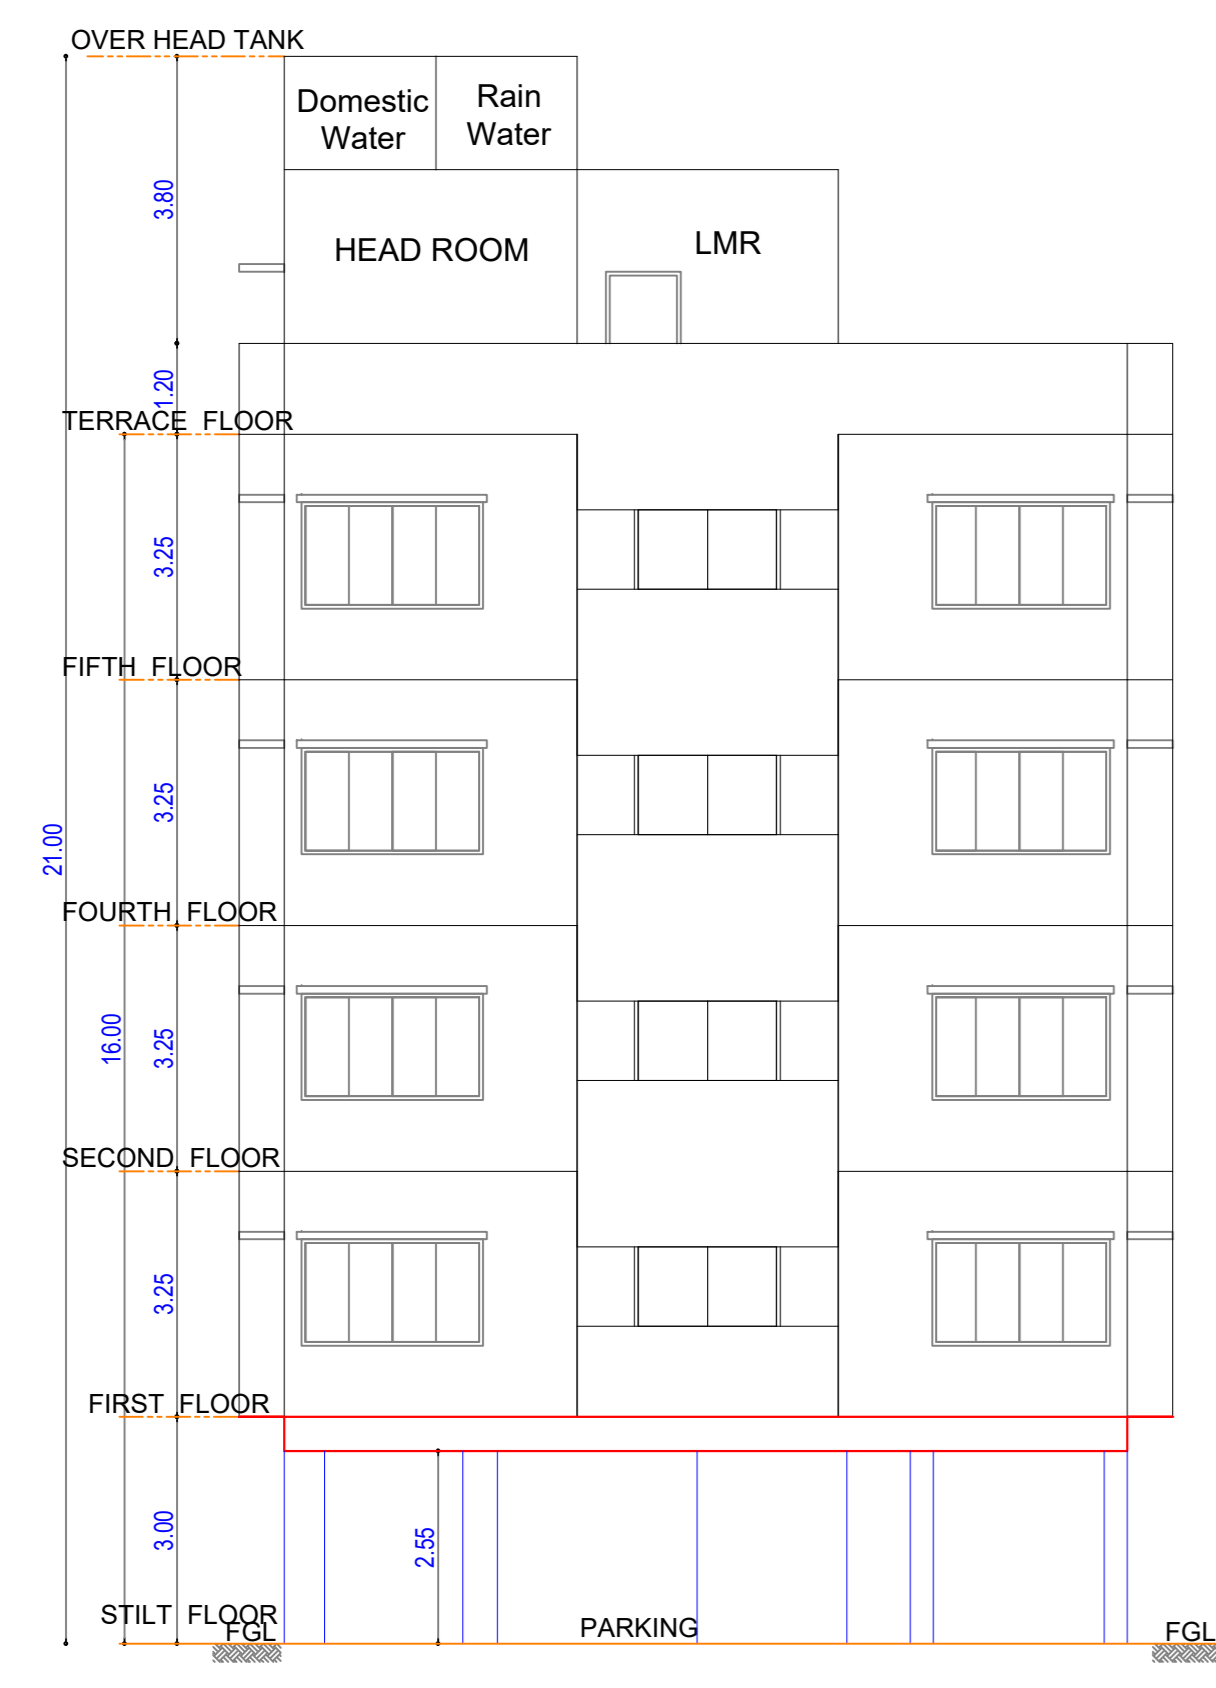 OVER HEAD TANK
Domestic
Water
Rain
Water
3.80
HEAD ROOM
LMR
1.20
TERRACE FLOOR
3.25
FIFTH FLOOR
3.25
21.00
FOURTH FLOOR
16.00
3.25
SECOND FLOOR
3.25
FIRST FLOOR
3.00
2.55
STILT FLOOR
FGL
PARKING
FGL